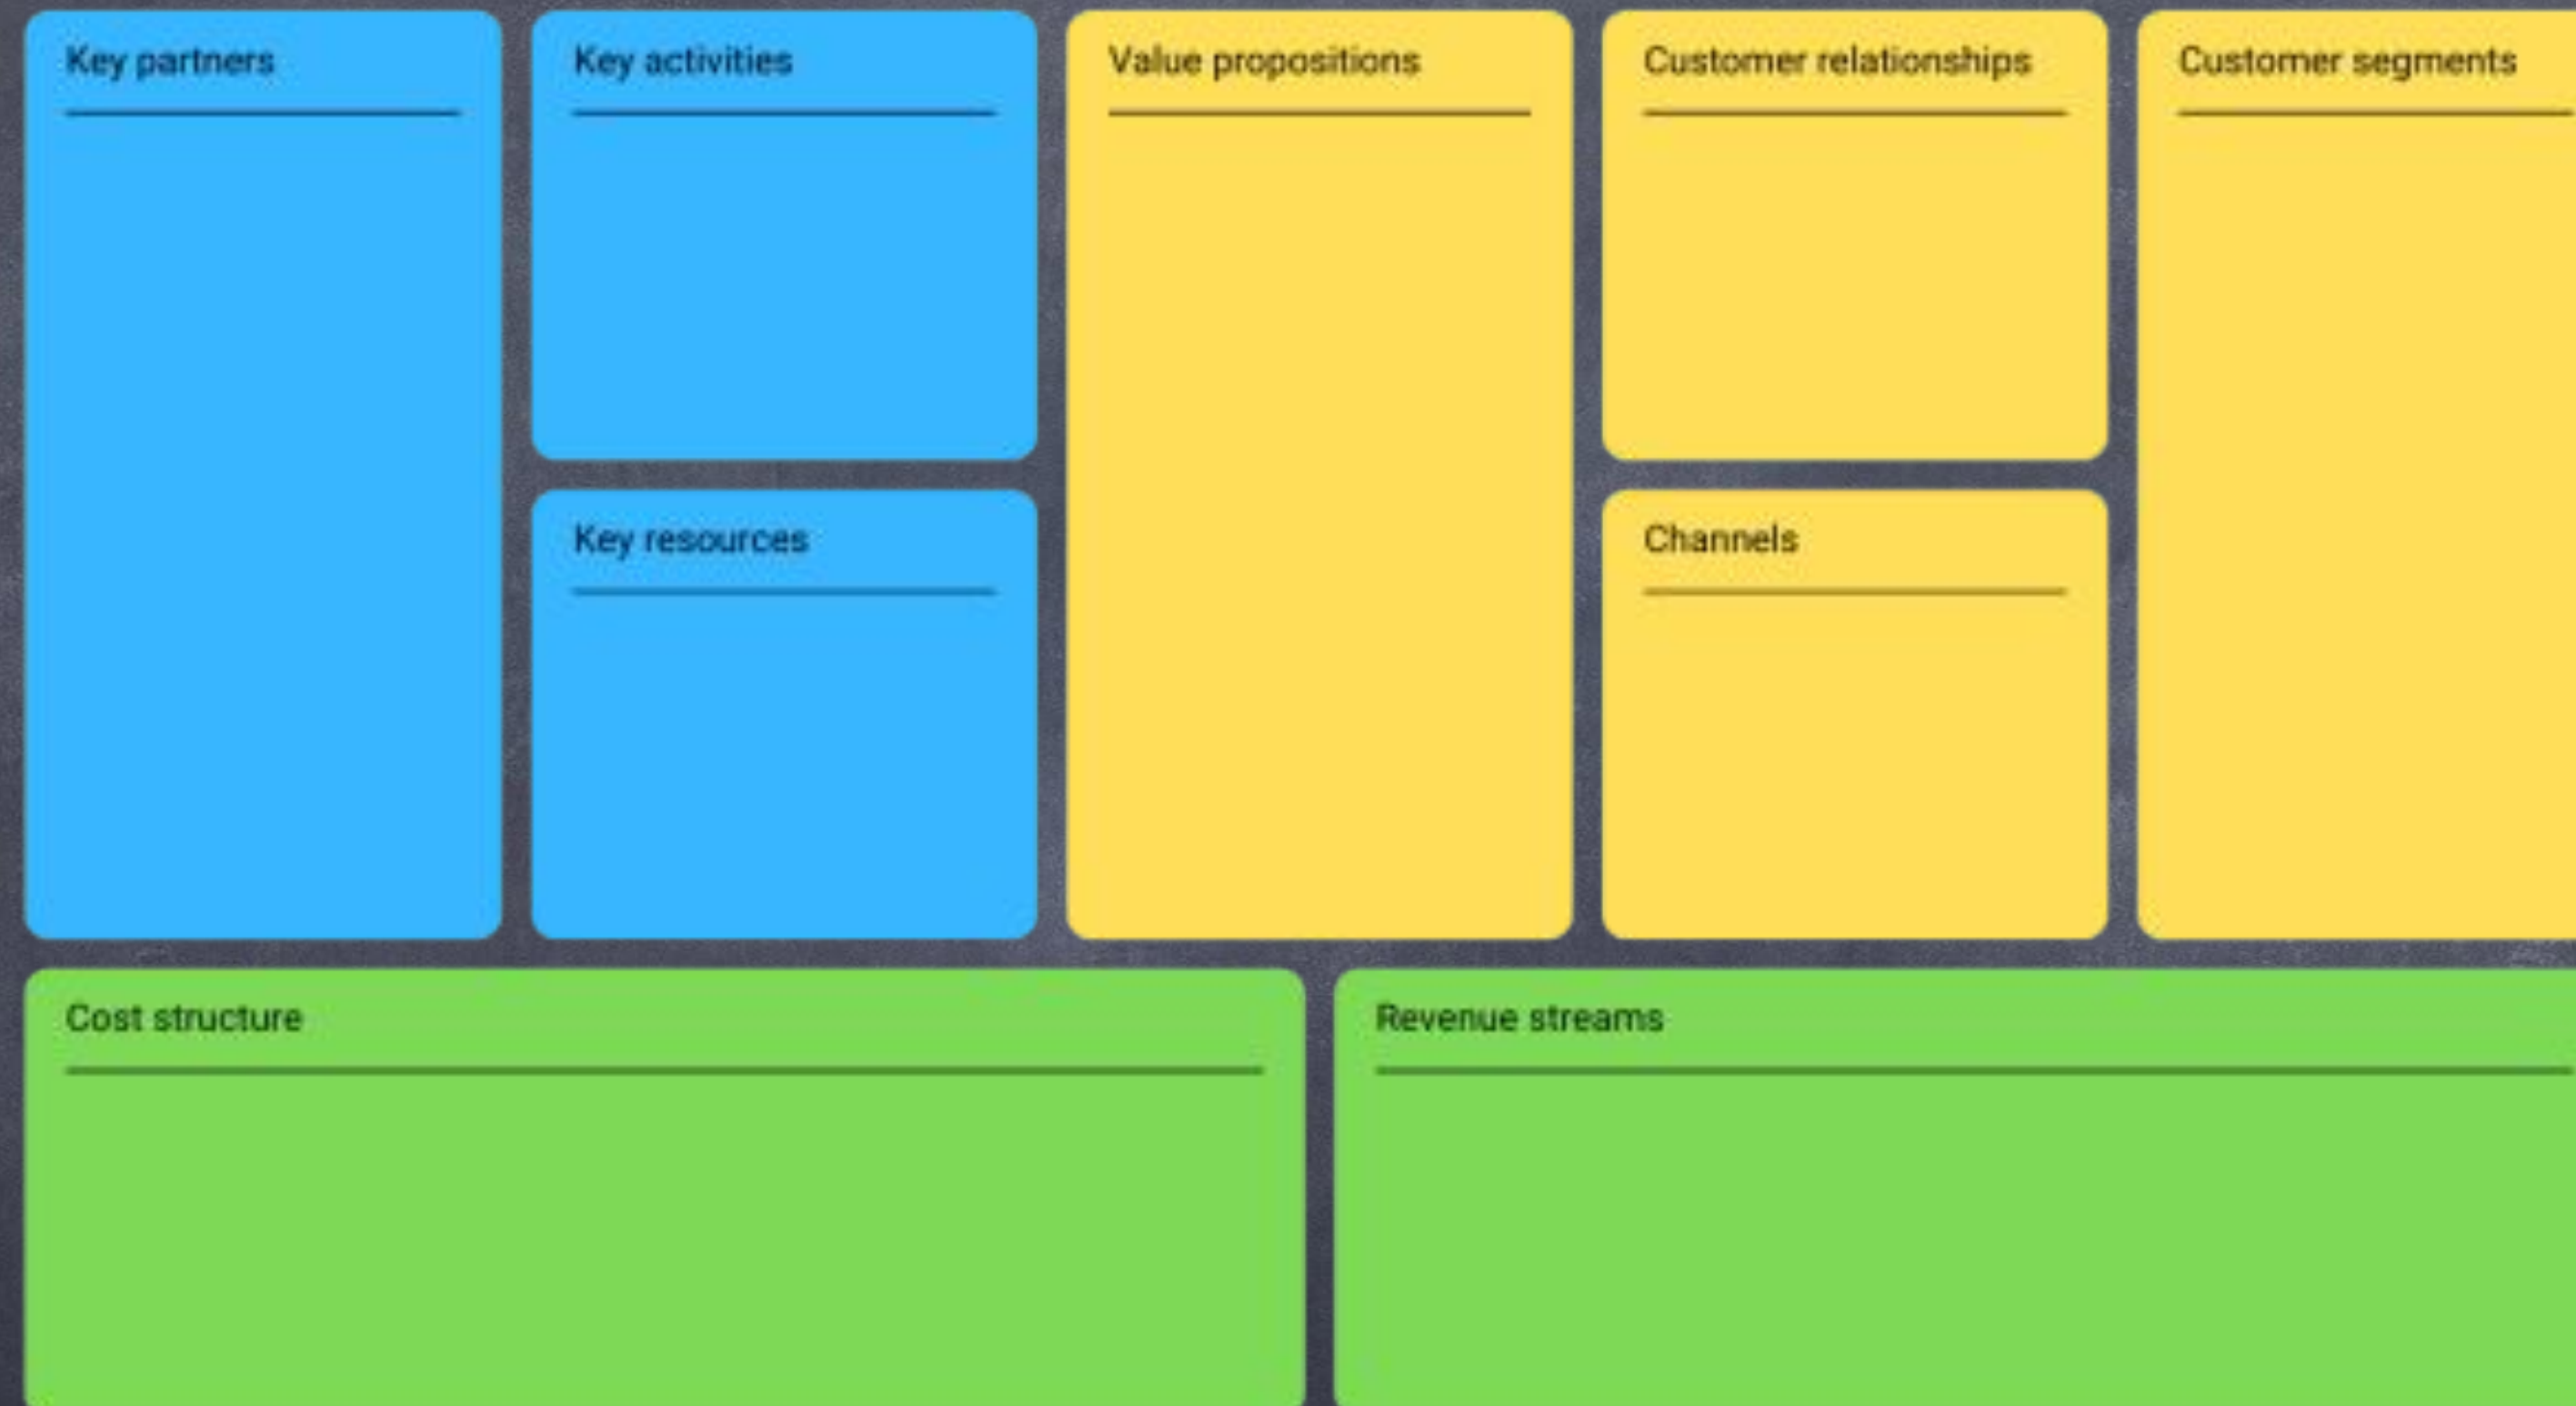 Key partners
Key activities
Value propositions
Customer relationships
Customer segments
Key resources
Channels
Cost structure
Revenue streams